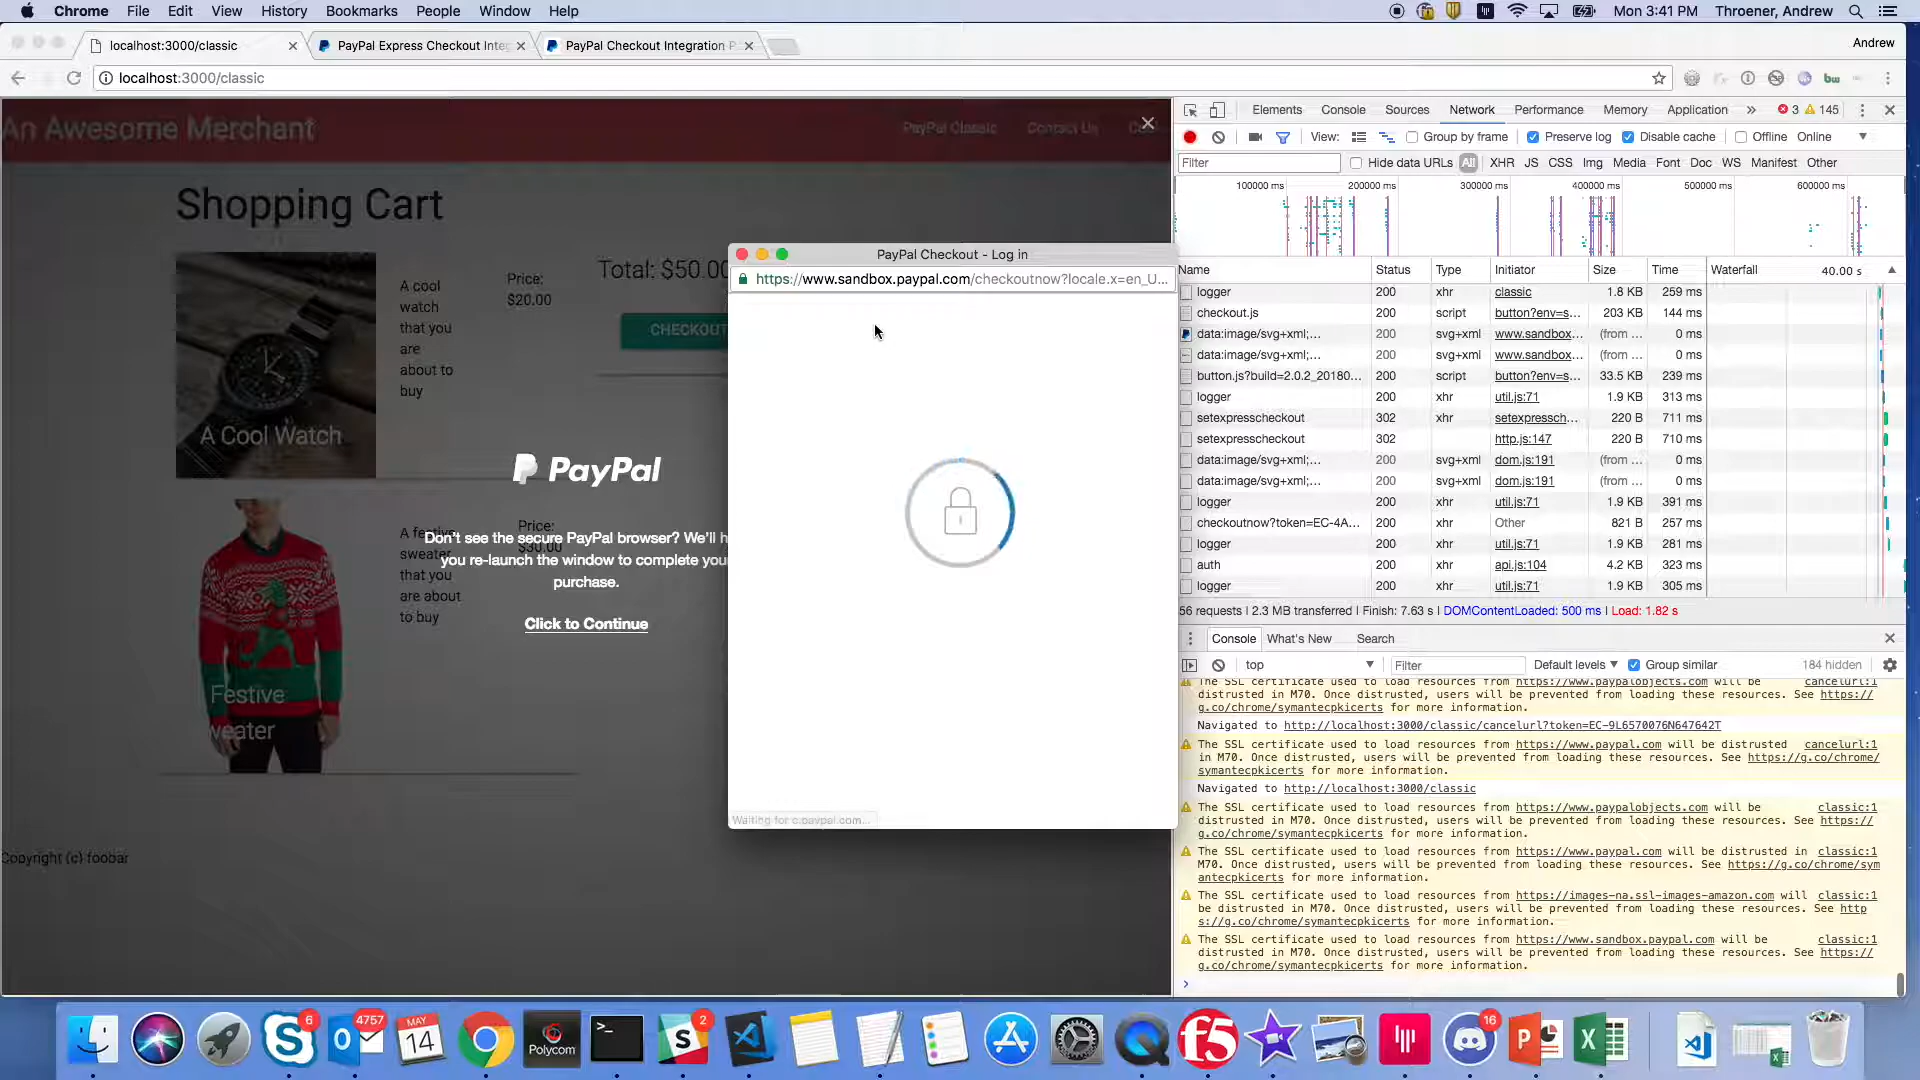 Chrome File Edit View History Bookmarks People Window Help
Mon 3:41 PM Throener, Andrew
localhost:3000/classic
PayPal Express Checkout Inte
PayPal Checkout Integration P
Andrew
localhost:3000/classic
An Awesome Merchant
PayPal Classic Contact Us
Shopping Cart
A cool
watch
that you
are
about to
buy
Price:
$20.00
Total: $50.00
CHECKOUT
A Cool Watch
PayPal
A festive
sweater
that you
are about
to buy
Price:
$30.00
Don't see the secure PayPal browser? We'll h
you re-launch the window to complete you
purchase.
Click to Continue
Festive
weater
Copyright (c) foobar
PayPal Checkout - Log in
https://www.sandbox.paypal.com/checkoutnow?locale.x=en_U...
Waiting for c.paypal.com...
Elements Console Sources Network Performance Memory Application » 3 145
View: Group by frame Preserve log Disable cache Offline Online
Filter Hide data URLs All XHR JS CSS Img Media Font Doc WS Manifest Other
100000 ms 200000 ms 300000 ms 400000 ms 500000 ms 600000 ms
Name Status Type Initiator Size Time Waterfall 40.00 s
logger 200 xhr classic 1.8 KB 259 ms
checkout.js 200 script button?env=s... 203 KB 144 ms
data:image/svg+xml;... 200 svg+xml www.sandbox... (from ... 0 ms
data:image/svg+xml;... 200 svg+xml www.sandbox... (from ... 0 ms
button.js?build=2.0.2_20180... 200 script button?env=s... 33.5 KB 239 ms
logger 200 xhr util.js:71 1.9 KB 313 ms
setexpresscheckout 302 xhr setexpressch... 220 B 711 ms
setexpresscheckout 302 xhr http.js:147 220 B 710 ms
data:image/svg+xml;... 200 svg+xml dom.js:191 (from ... 0 ms
data:image/svg+xml;... 200 svg+xml dom.js:191 (from ... 0 ms
logger 200 xhr util.js:71 1.9 KB 391 ms
checkoutnow?token=EC-4A... 200 xhr Other 821 B 257 ms
logger 200 xhr util.js:71 1.9 KB 281 ms
auth 200 xhr api.js:104 4.2 KB 323 ms
logger 200 xhr util.js:71 1.9 KB 305 ms
56 requests | 2.3 MB transferred | Finish: 7.63 s | DOMContentLoaded: 500 ms | Load: 1.82 s
Console What's New Search
top Filter Default levels Group similar 184 hidden
The SSL certificate used to load resources from https://www.paypalobjects.com will be cancelurl:1
distrusted in M70. Once distrusted, users will be prevented from loading these resources. See https://
g.co/chrome/symantecpkicerts for more information.
Navigated to http://localhost:3000/classic/cancelurl?token=EC-9L6570076N647642T
The SSL certificate used to load resources from https://www.paypal.com will be distrusted cancelurl:1
in M70. Once distrusted, users will be prevented from loading these resources. See https://g.co/chrome/
symantecpkicerts for more information.
Navigated to http://localhost:3000/classic
The SSL certificate used to load resources from https://www.paypalobjects.com will be classic:1
distrusted in M70. Once distrusted, users will be prevented from loading these resources. See https://
g.co/chrome/symantecpkicerts for more information.
The SSL certificate used to load resources from https://www.paypal.com will be distrusted in classic:1
M70. Once distrusted, users will be prevented from loading these resources. See https://g.co/chrome/sym
antecpkicerts for more information.
The SSL certificate used to load resources from https://images-na.ssl-images-amazon.com will classic:1
be distrusted in M70. Once distrusted, users will be prevented from loading these resources. See http
s://g.co/chrome/symantecpkicerts for more information.
The SSL certificate used to load resources from https://www.sandbox.paypal.com will be classic:1
distrusted in M70. Once distrusted, users will be prevented from loading these resources. See https://
g.co/chrome/symantecpkicerts for more information.
6 4757 MAY 14 Polycom 2 f5 16